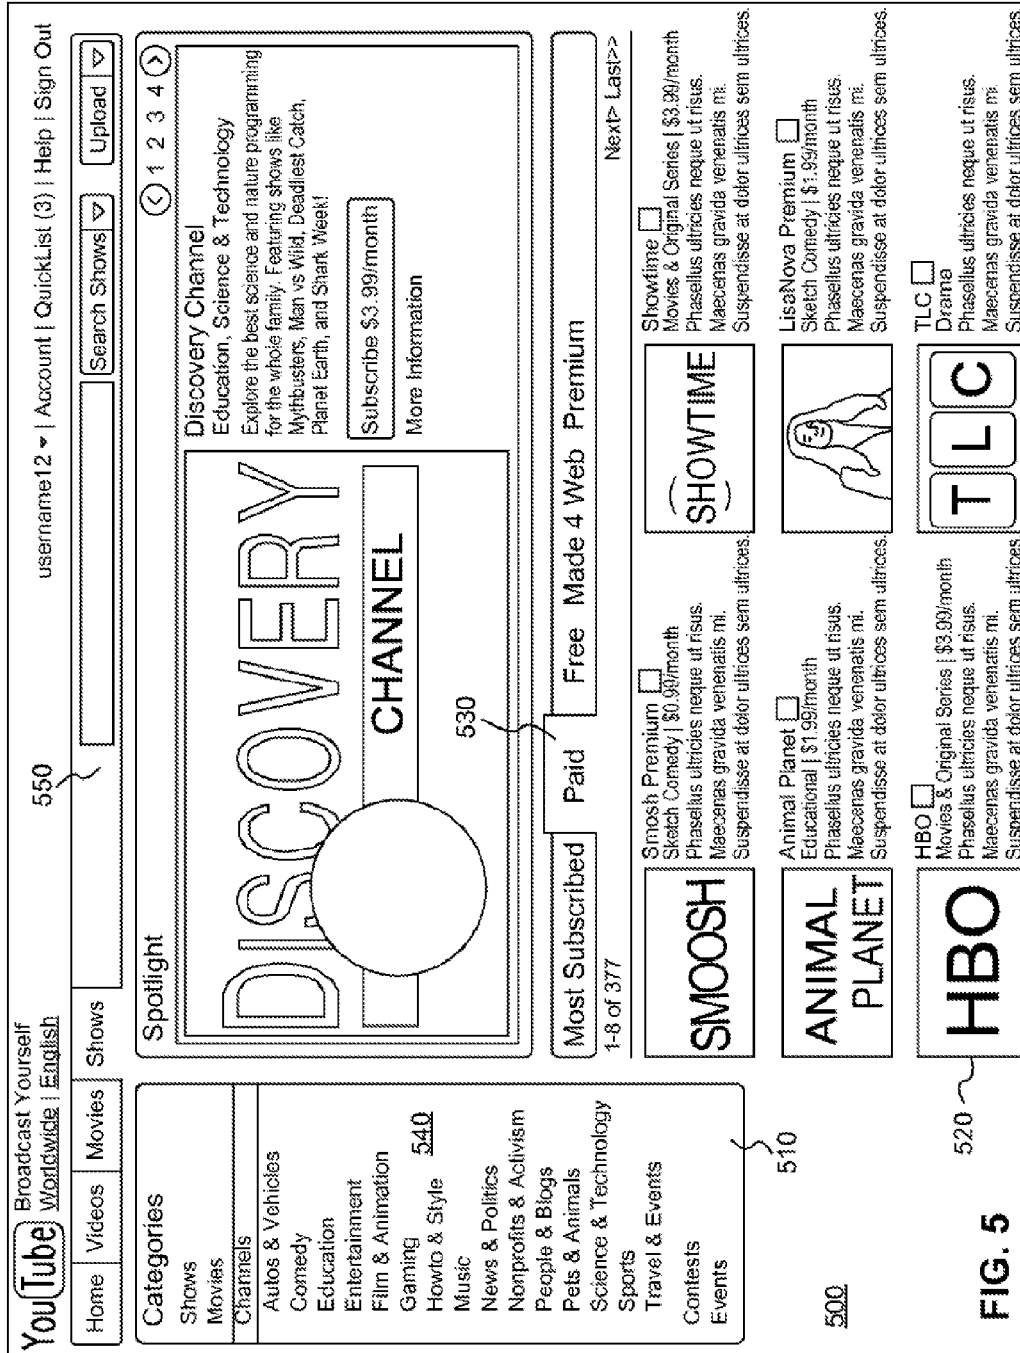 YouTube
Broadcast Yourself
Worldwide | English
username12 ▾ | Account | QuickList (3) | Help | Sign Out
550
Home
Videos
Movies
Shows
Search Shows
Upload
Categories
Shows
Movies
Channels
Autos & Vehicles
Comedy
Education
Entertainment
Film & Animation
Gaming
Howto & Style
540
Music
News & Politics
Nonprofits & Activism
People & Blogs
Pets & Animals
Science & Technology
Sports
Travel & Events
Contests
Events
510
Spotlight
1 2 3 4
DISCOVERY
CHANNEL
Discovery Channel
Education, Science & Technology
Explore the best science and nature programming
for the whole family. Featuring shows like
Mythbusters, Man vs Wild, Deadliest Catch,
Planet Earth, and Shark Week!
Subscribe $3.99/month
More Information
530
Most Subscribed
Paid
Free
Made 4 Web
Premium
1-8 of 377
Next> Last>>
SMOOSH
Smosh Premium
Sketch Comedy | $0.99/month
Phasellus ultricies neque ut risus.
Maecenas gravida venenatis mi.
Suspendisse at dolor ultrices sem ultrices.
SHOWTIME
Showtime
Movies & Original Series | $3.99/month
Phasellus ultricies neque ut risus.
Maecenas gravida venenatis mi.
Suspendisse at dolor ultrices sem ultrices.
ANIMAL
PLANET
Animal Planet
Educational | $1.99/month
Phasellus ultricies neque ut risus.
Maecenas gravida venenatis mi.
Suspendisse at dolor ultrices sem ultrices.
LisaNova Premium
Sketch Comedy | $1.99/month
Phasellus ultricies neque ut risus.
Maecenas gravida venenatis mi.
Suspendisse at dolor ultrices sem ultrices.
HBO
HBO
Movies & Original Series | $3.99/month
Phasellus ultricies neque ut risus.
Maecenas gravida venenatis mi.
Suspendisse at dolor ultrices sem ultrices
TLC
TLC
Drama
Phasellus ultricies neque ut risus.
Maecenas gravida venenatis mi.
Suspendisse at dolor ultrices sem ultrices.
520
500
FIG. 5